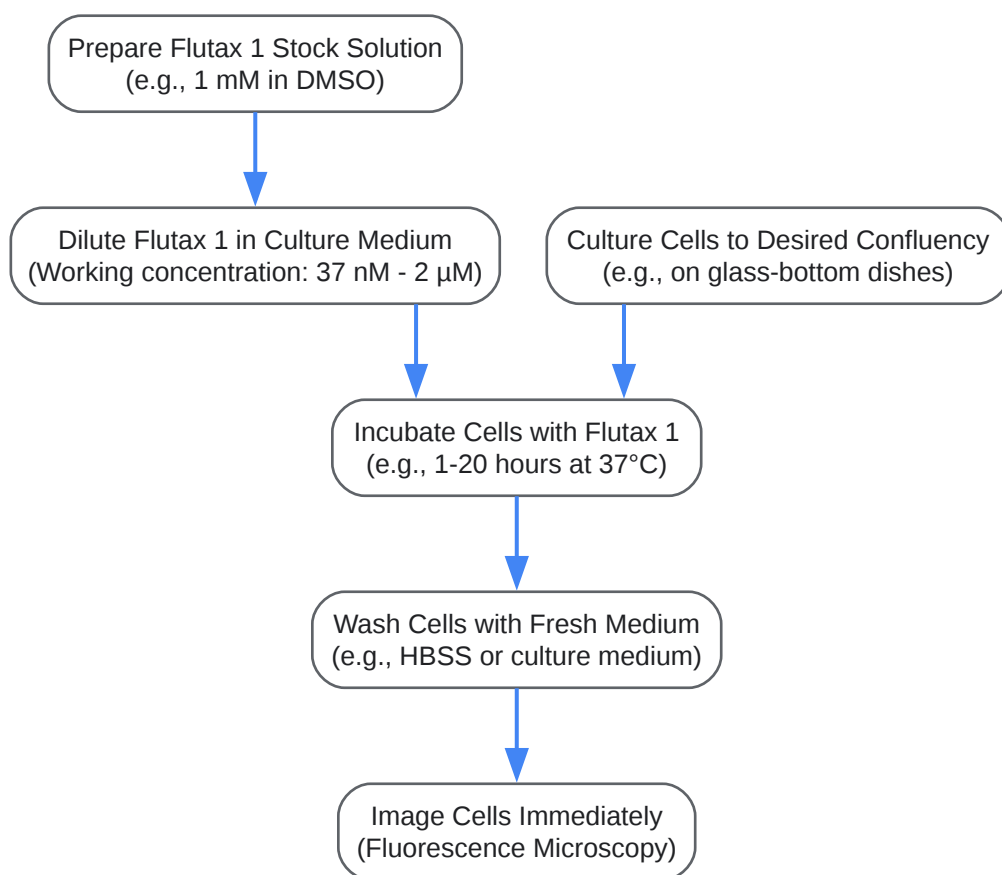 Prepare Flutax 1 Stock Solution
(e.g., 1 mM in DMSO)
Dilute Flutax 1 in Culture Medium
(Working concentration: 37 nM - 2 µM)
Culture Cells to Desired Confluency
(e.g., on glass-bottom dishes)
Incubate Cells with Flutax 1
(e.g., 1-20 hours at 37°C)
Wash Cells with Fresh Medium
(e.g., HBSS or culture medium)
Image Cells Immediately
(Fluorescence Microscopy)